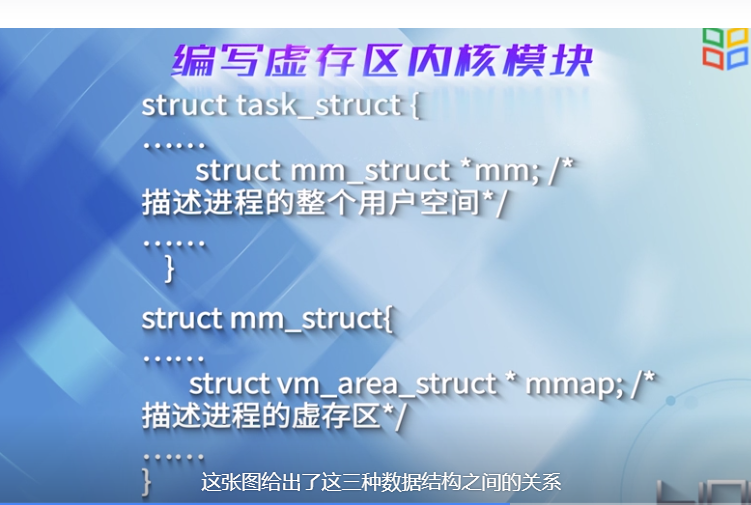 编写虚存区内核模块
struct task_struct {
……
struct mm_struct *mm; /*
描述进程的整个用户空间*/
……
}
struct mm_struct{
……
struct vm_area_struct * mmap; /*
描述进程的虚存区*/
……
}
这张图给出了这三种数据结构之间的关系